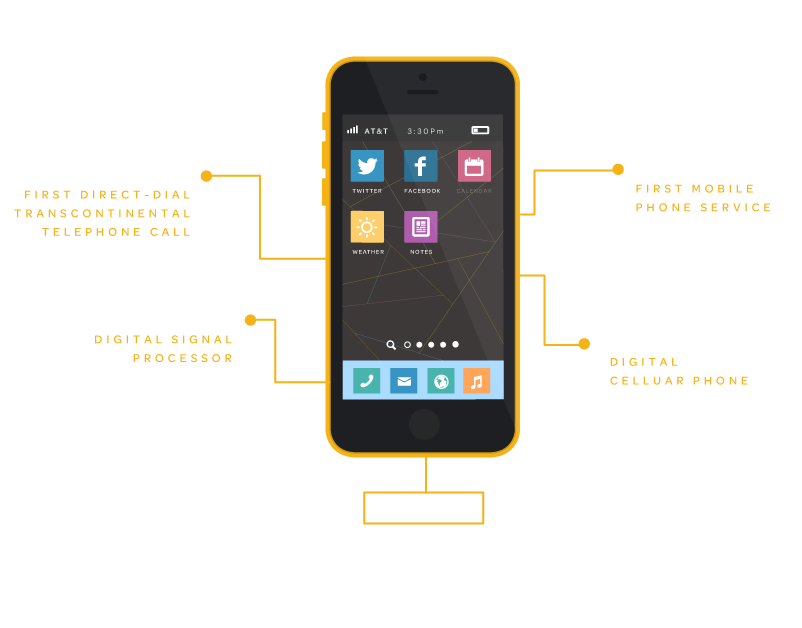 AT&T 3:30Pm
TWITTER FACEBOOK CALENDAR
WEATHER NOTES
FIRST DIRECT-DIAL
TRANSCONTINENTAL
TELEPHONE CALL
FIRST MOBILE
PHONE SERVICE
DIGITAL SIGNAL
PROCESSOR
DIGITAL
CELLUAR PHONE